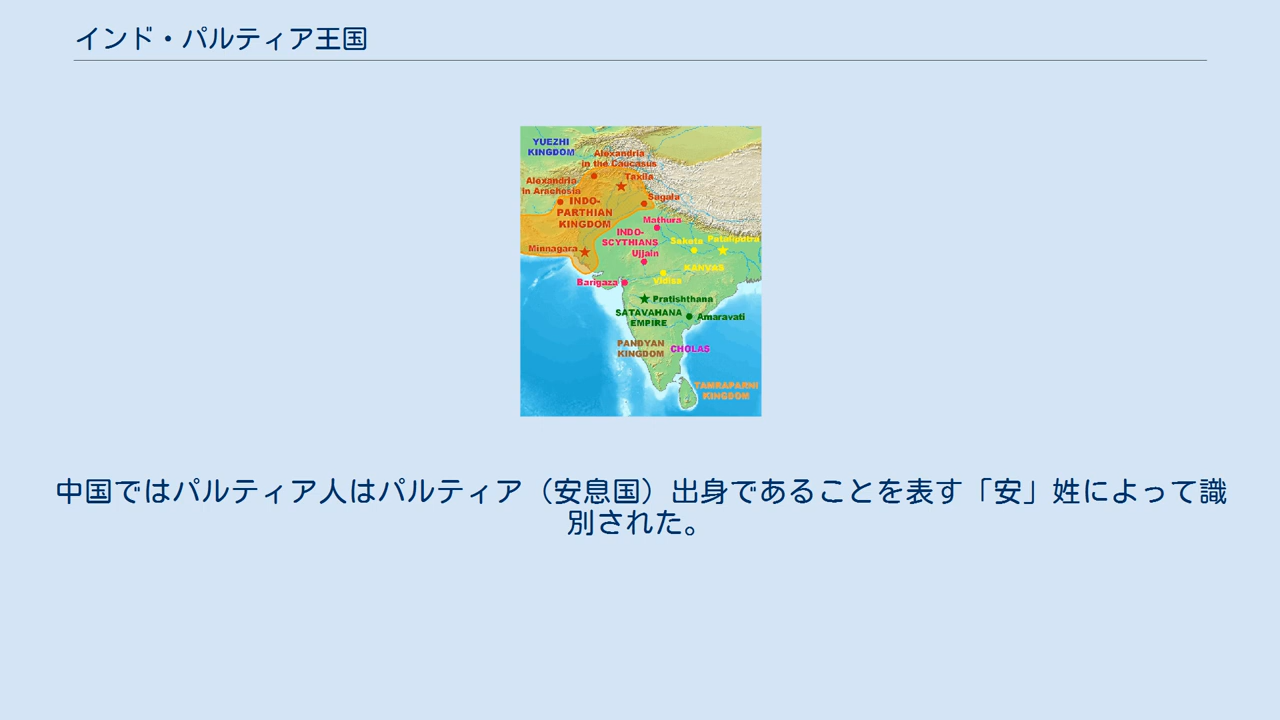 インド・パルティア王国
YUEZHI
KINGDOM
Alexandria
in the Caucasus
Taxila
Alexandria
in Arachosia
Sagala
INDO-
PARTHIAN
KINGDOM
Mathura
INDO-
SCYTHIANS
Saketa
Pataliputra
Minnagara
Ujjain
KANVAS
Vidisa
Barigaza
Pratishthana
SATAVAHANA
EMPIRE
Amaravati
PANDYAN
KINGDOM
CHOLAS
TAMRAPARNI
KINGDOM
中国ではパルティア人はパルティア（安息国）出身であることを表す「安」姓によって識
別された。